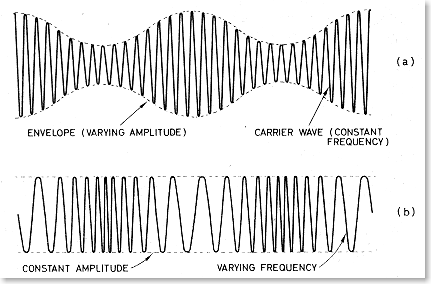 (a)
ENVELOPE (VARYING AMPLITUDE)
CARRIER WAVE (CONSTANT
FREQUENCY)
(b)
CONSTANT AMPLITUDE
VARYING FREQUENCY